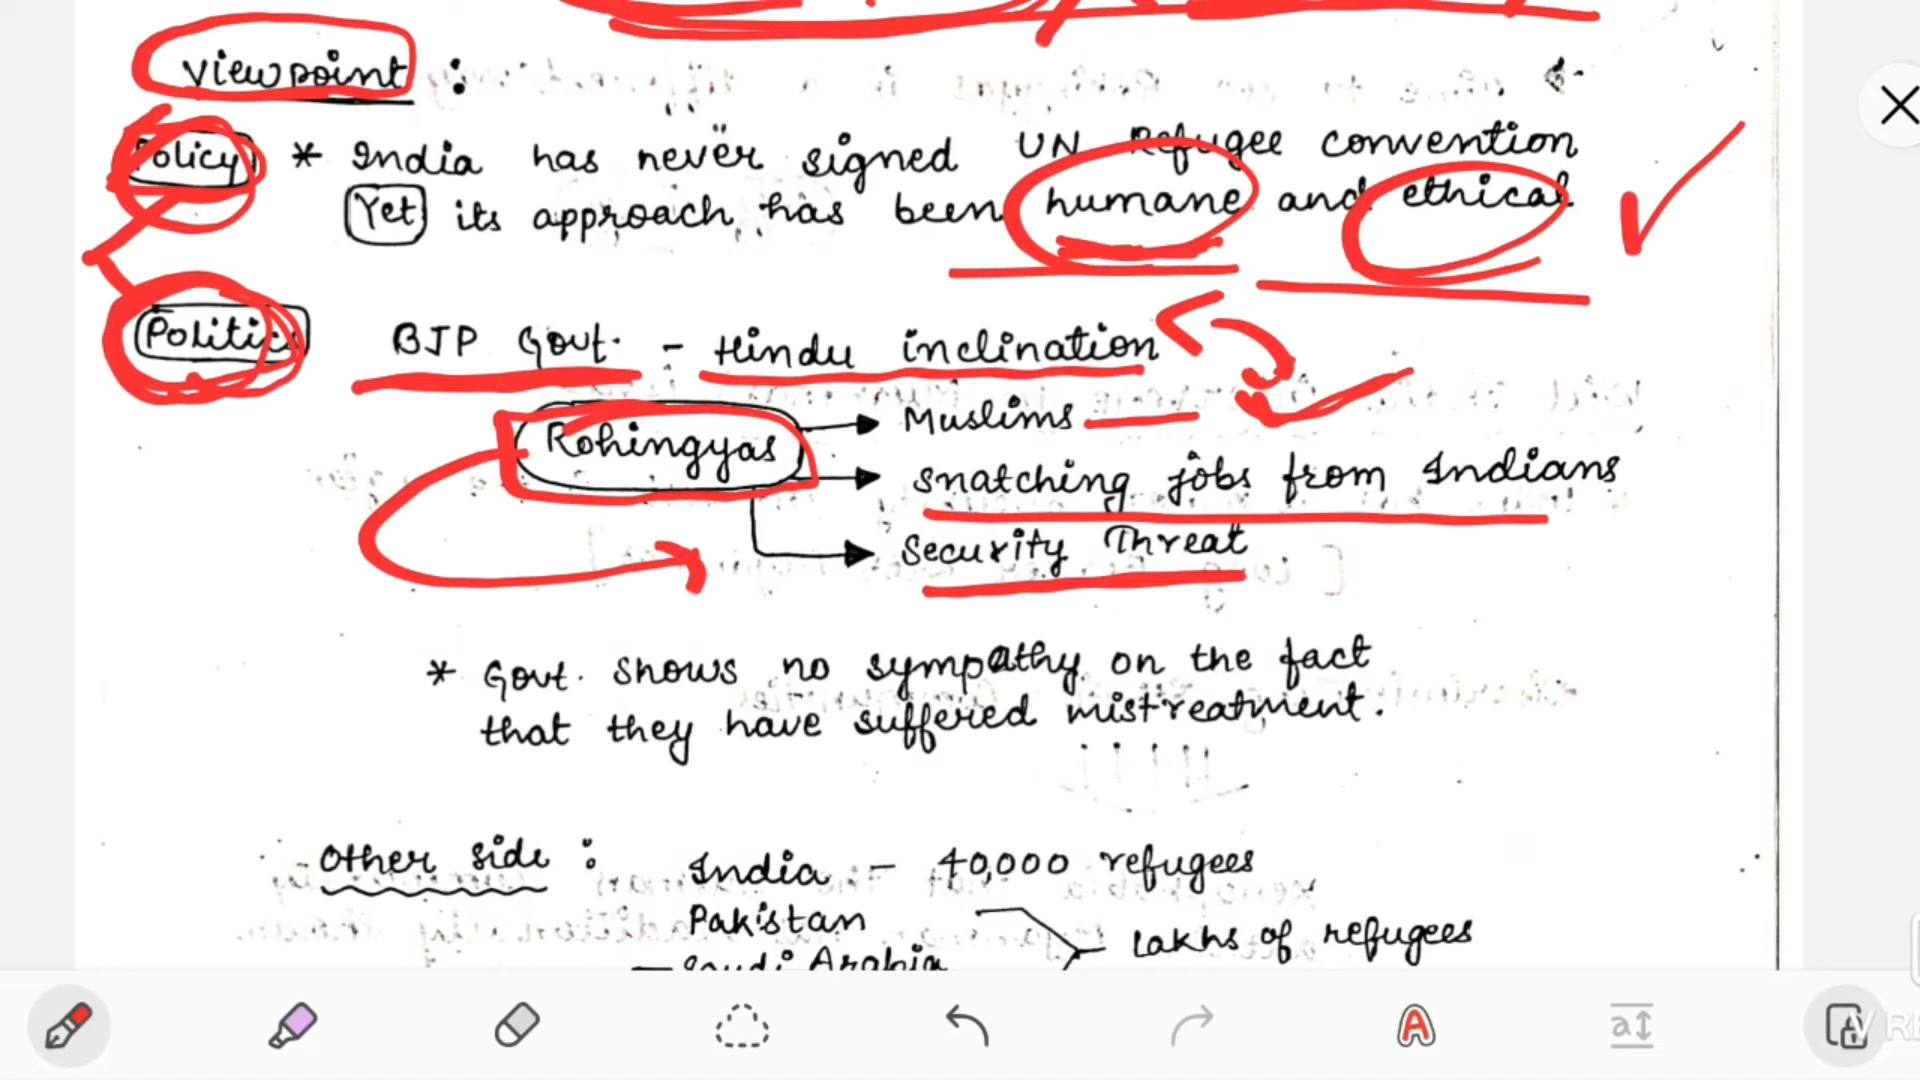 viewpoint :
Policy * India has never signed UN Refugee convention
Yet its approach has been humane and ethical
Politics BJP Govt. - Hindu inclination
Rohingyas
Muslims
snatching jobs from Indians
Security Threat
* Govt. shows no sympathy on the fact
that they have suffered mistreatment.
Other side : India - 40,000 refugees
Pakistan
Lakhs of refugees
Saudi Arabia